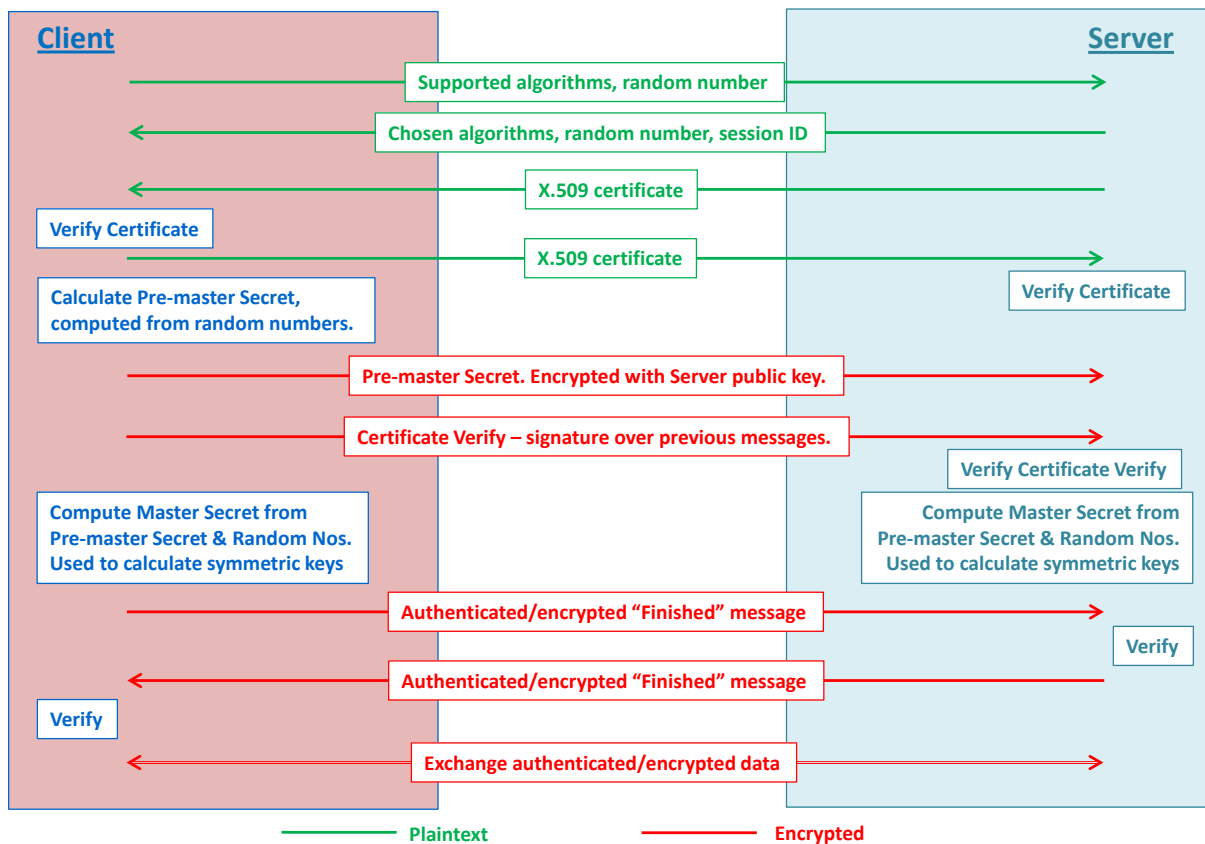 Client
Server
Supported algorithms, random number
Chosen algorithms, random number, session ID
X.509 certificate
Verify Certificate
X.509 certificate
Verify Certificate
Calculate Pre-master Secret,
computed from random numbers.
Pre-master Secret. Encrypted with Server public key.
Certificate Verify – signature over previous messages.
Verify Certificate Verify
Compute Master Secret from
Pre-master Secret & Random Nos.
Used to calculate symmetric keys
Compute Master Secret from
Pre-master Secret & Random Nos.
Used to calculate symmetric keys
Authenticated/encrypted “Finished” message
Verify
Authenticated/encrypted “Finished” message
Verify
Exchange authenticated/encrypted data
Plaintext
Encrypted